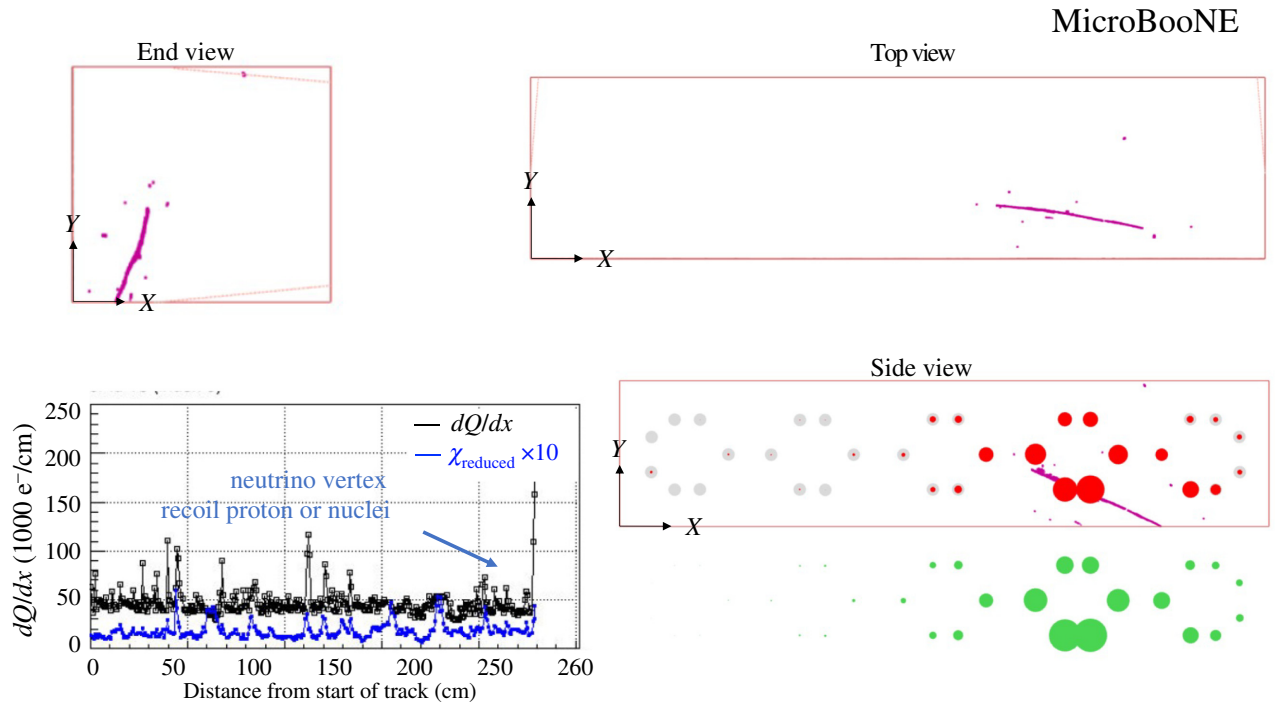 MicroBooNE
End view
Y
X
Top view
Y
X
250
200
150
100
50
0
dQ/dx (1000 e⁻/cm)
dQ/dx
χreduced ×10
neutrino vertex
recoil proton or nuclei
0 50 100 150 200 250 260
Distance from start of track (cm)
Side view
Y
X